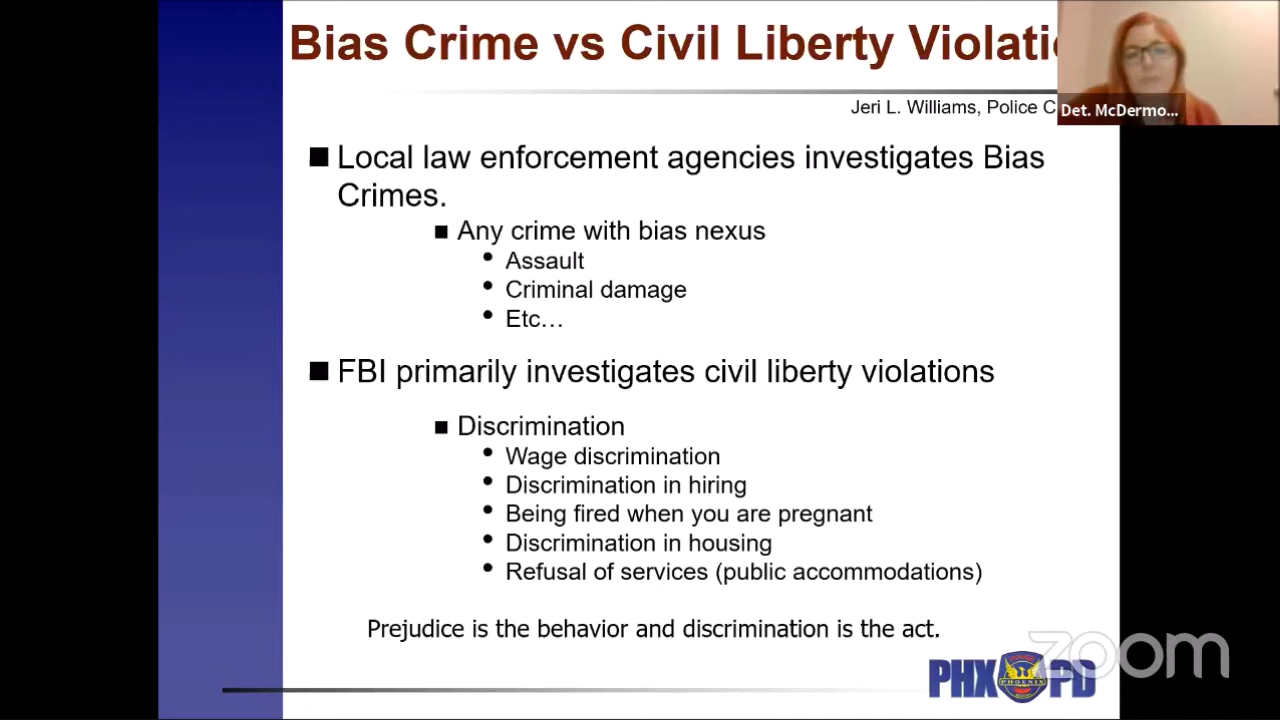 Bias Crime vs Civil Liberty
Jeri L. Williams, Police
Det. McDermo...
Local law enforcement agencies investigates Bias
Crimes.
Any crime with bias nexus
Assault
Criminal damage
Etc…
FBI primarily investigates civil liberty violations
Discrimination
Wage discrimination
Discrimination in hiring
Being fired when you are pregnant
Discrimination in housing
Refusal of services (public accommodations)
Prejudice is the behavior and discrimination is the act.
zoom
PHX PD
PHOENIX